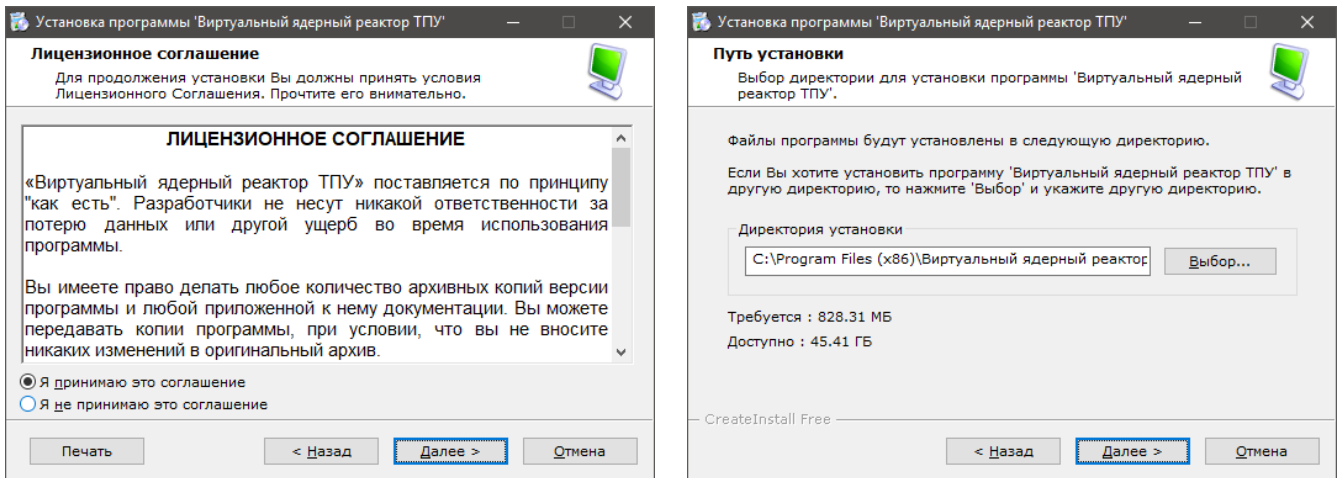 Установка программы 'Виртуальный ядерный реактор ТПУ'
Лицензионное соглашение
Для продолжения установки Вы должны принять условия
Лицензионного Соглашения. Прочтите его внимательно.
ЛИЦЕНЗИОННОЕ СОГЛАШЕНИЕ
«Виртуальный ядерный реактор ТПУ» поставляется по принципу
"как есть". Разработчики не несут никакой ответственности за
потерю данных или другой ущерб во время использования
программы.
Вы имеете право делать любое количество архивных копий версии
программы и любой приложенной к нему документации. Вы можете
передавать копии программы, при условии, что вы не вносите
никаких изменений в оригинальный архив.
Я принимаю это соглашение
Я не принимаю это соглашение
Печать
< Назад
Далее >
Отмена
Установка программы 'Виртуальный ядерный реактор ТПУ'
Путь установки
Выбор директории для установки программы 'Виртуальный ядерный
реактор ТПУ'.
Файлы программы будут установлены в следующую директорию.
Если Вы хотите установить программу 'Виртуальный ядерный реактор ТПУ' в
другую директорию, то нажмите 'Выбор' и укажите другую директорию.
Директория установки
C:\Program Files (x86)\Виртуальный ядерный реактор
Выбор...
Требуется : 828.31 МБ
Доступно : 45.41 ГБ
CreateInstall Free
< Назад
Далее >
Отмена